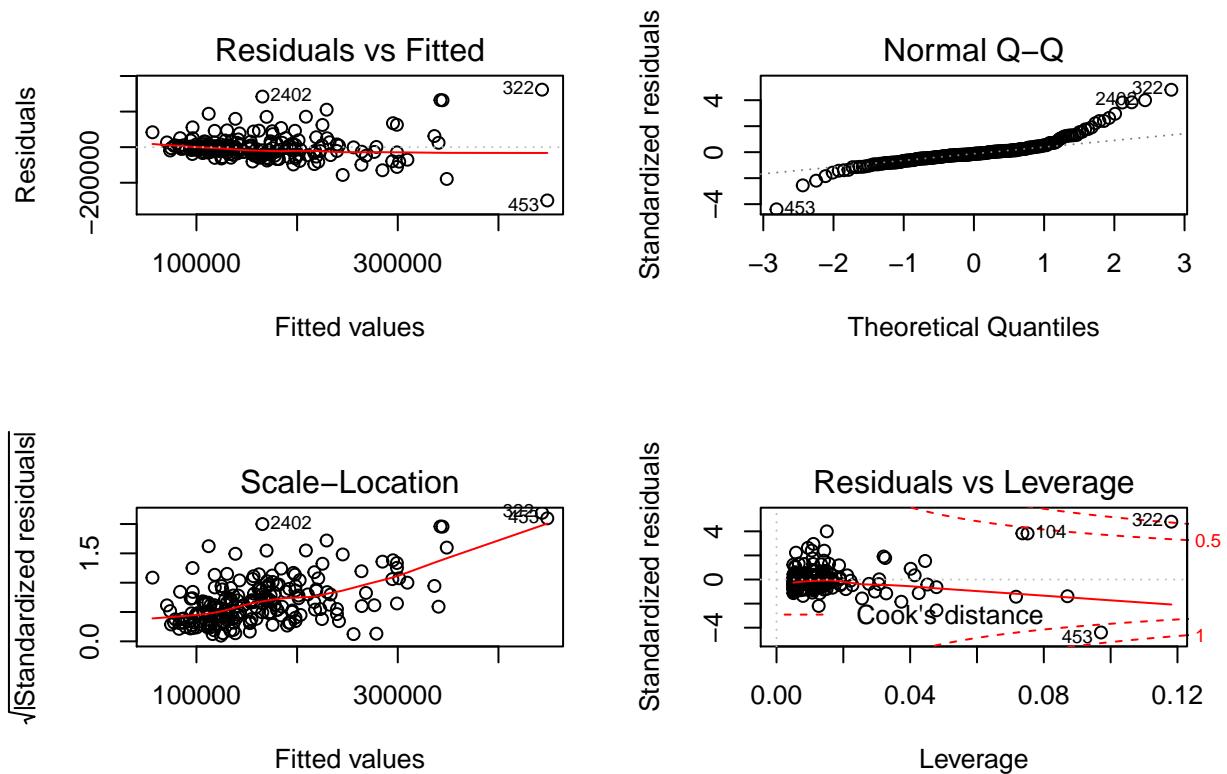 Residuals vs Fitted
Residuals
−200000
2402
322
453
100000 300000
Fitted values
Normal Q−Q
Standardized residuals
−4 0 4
2402
322
453
−3 −2 −1 0 1 2 3
Theoretical Quantiles
Scale−Location
√|Standardized residuals|
0.0 1.5
2402
322
453
100000 300000
Fitted values
Residuals vs Leverage
Standardized residuals
−4 0 4
104
322
0.5
Cook's distance
453
1
0.00 0.04 0.08 0.12
Leverage